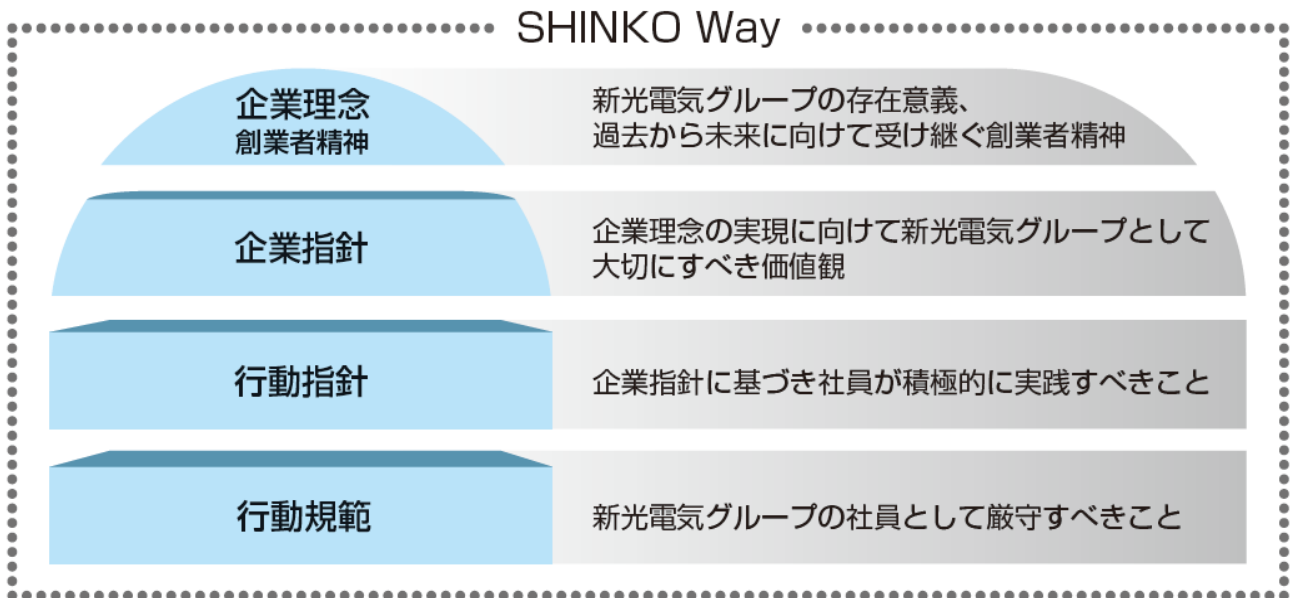 SHINKO Way
企業理念
創業者精神
新光電気グループの存在意義、
過去から未来に向けて受け継ぐ創業者精神
企業指針
企業理念の実現に向けて新光電気グループとして
大切にすべき価値観
行動指針
企業指針に基づき社員が積極的に実践すべきこと
行動規範
新光電気グループの社員として厳守すべきこと